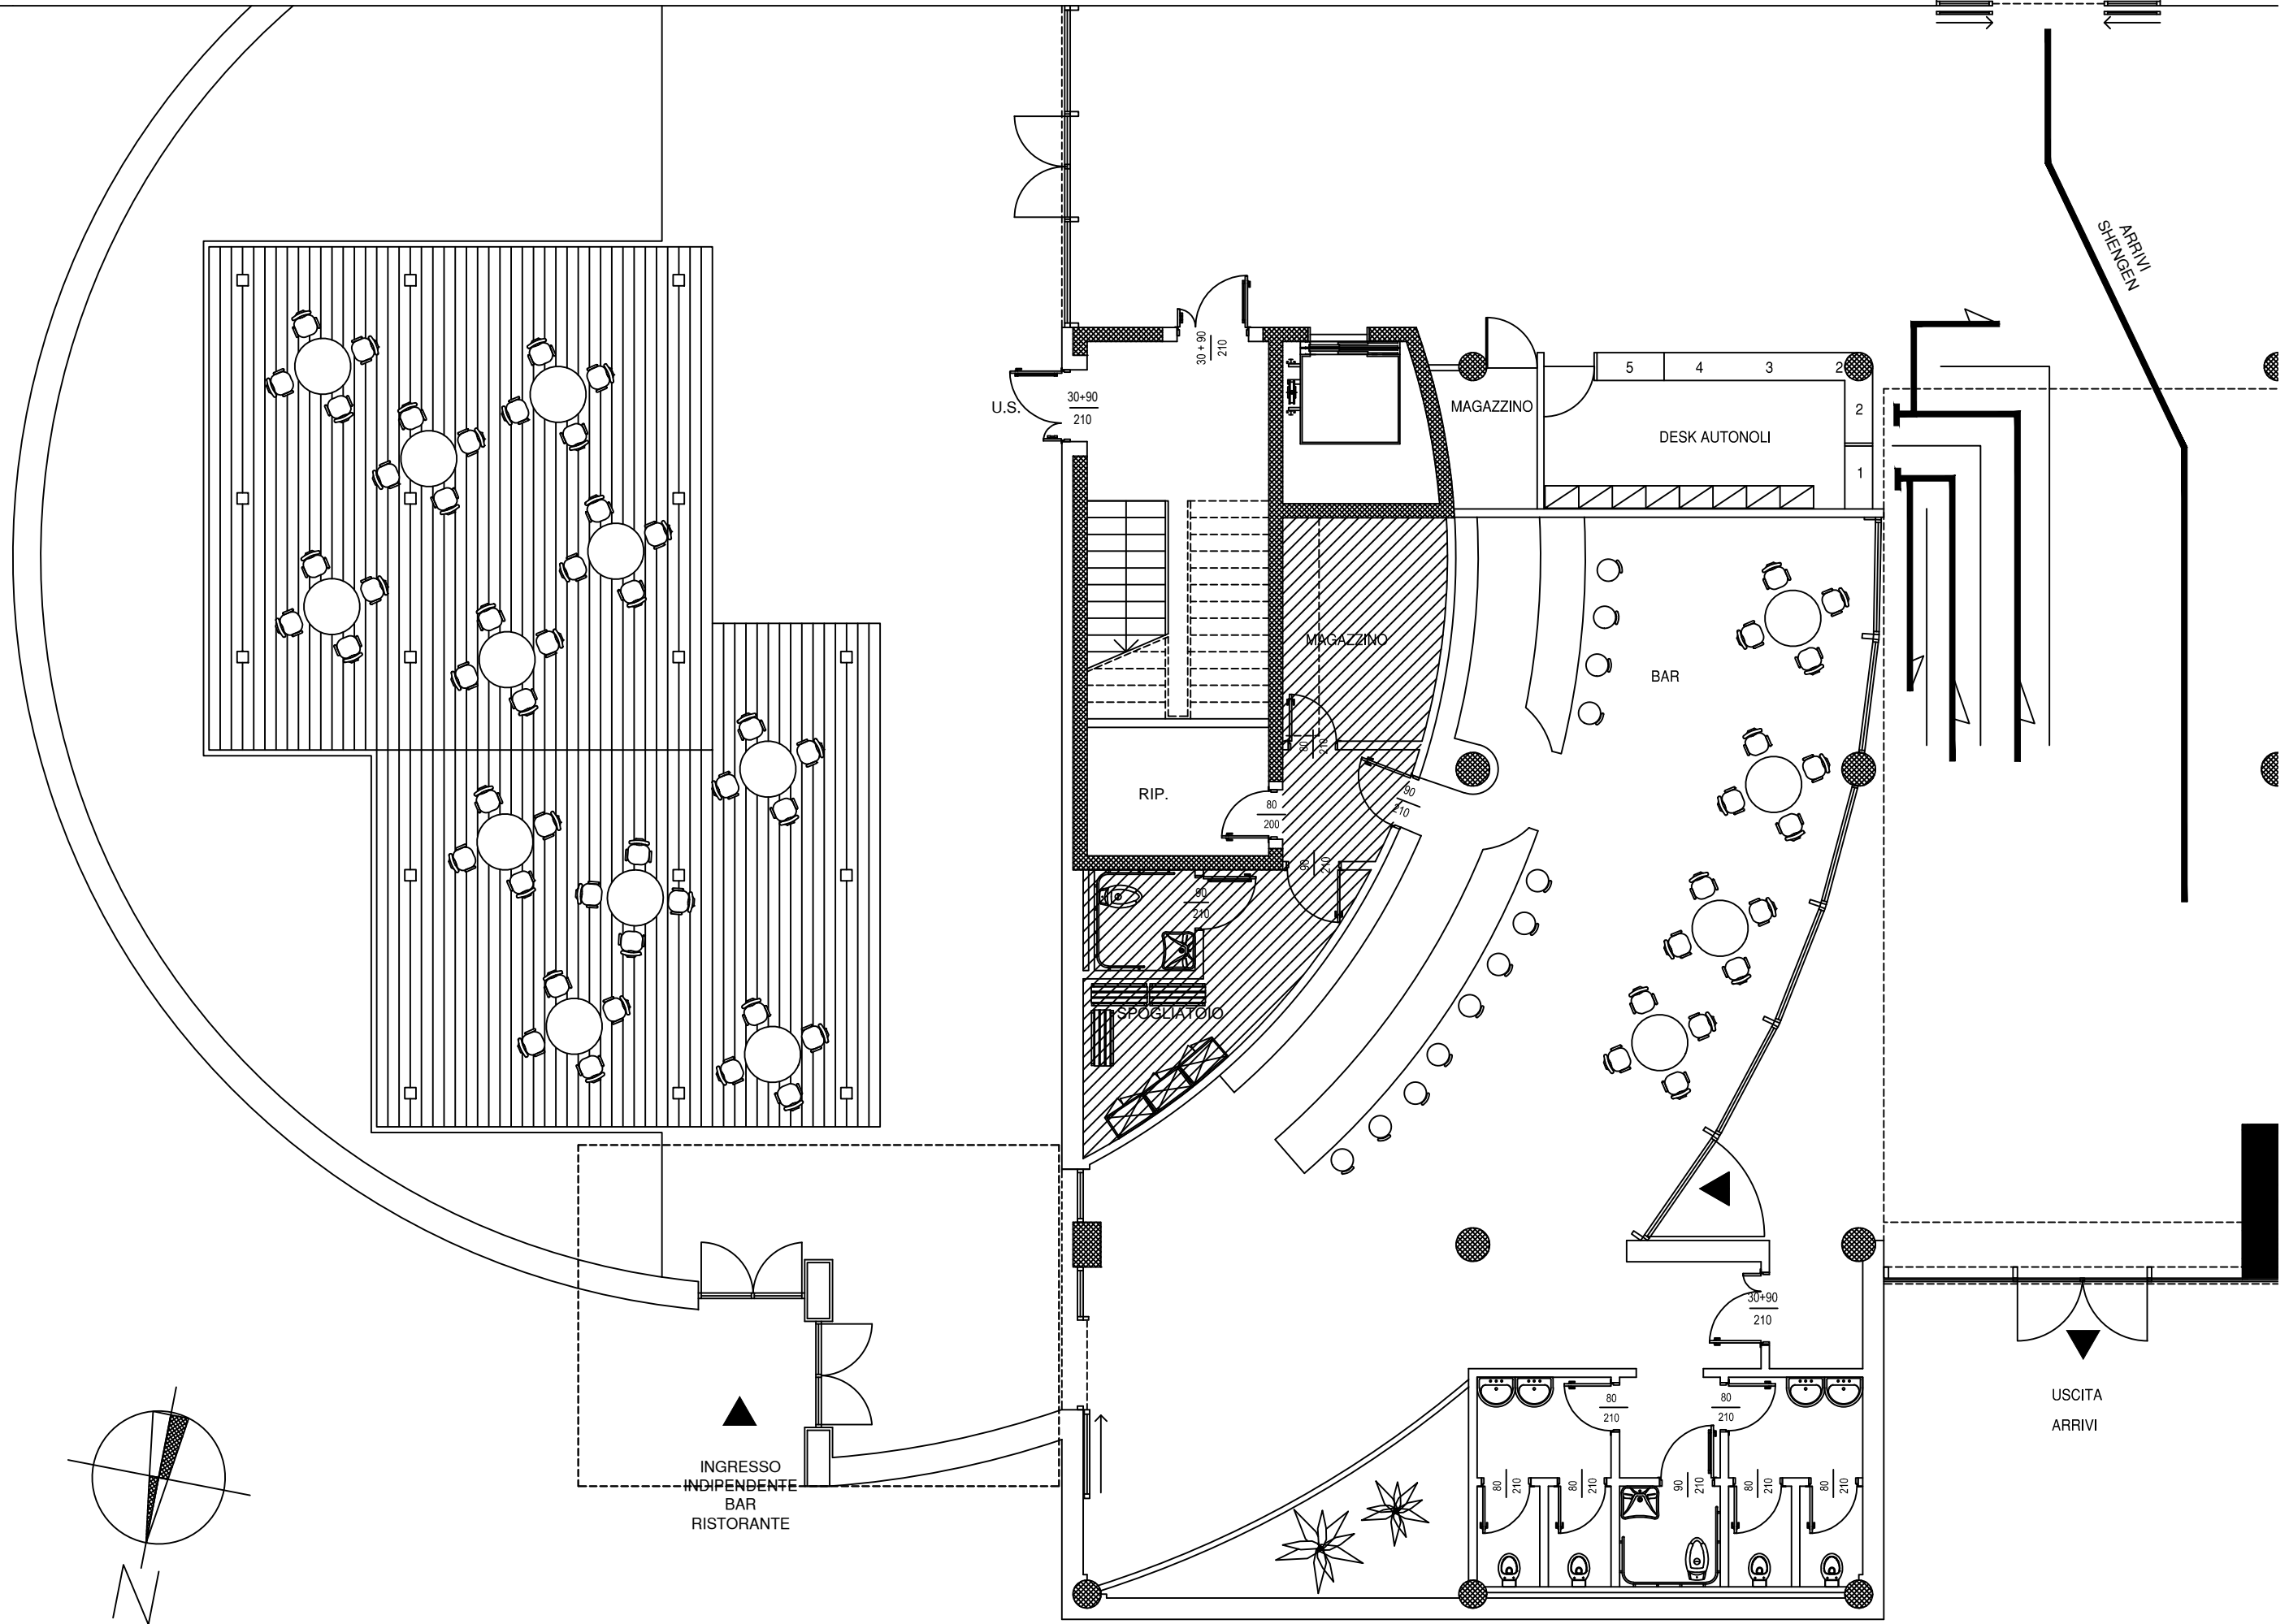 ARRIVI
SHENGEN
30 + 90
210
U.S.
30+90
210
MAGAZZINO
5
4
3
2
2
1
DESK AUTONOLI
MAGAZZINO
BAR
80
210
90
210
RIP.
80
200
90
210
90
210
SPOGLIATOIO
30+90
210
80
210
80
210
80
210
80
210
90
210
80
210
80
210
USCITA
ARRIVI
INGRESSO
INDIPENDENTE
BAR
RISTORANTE
N